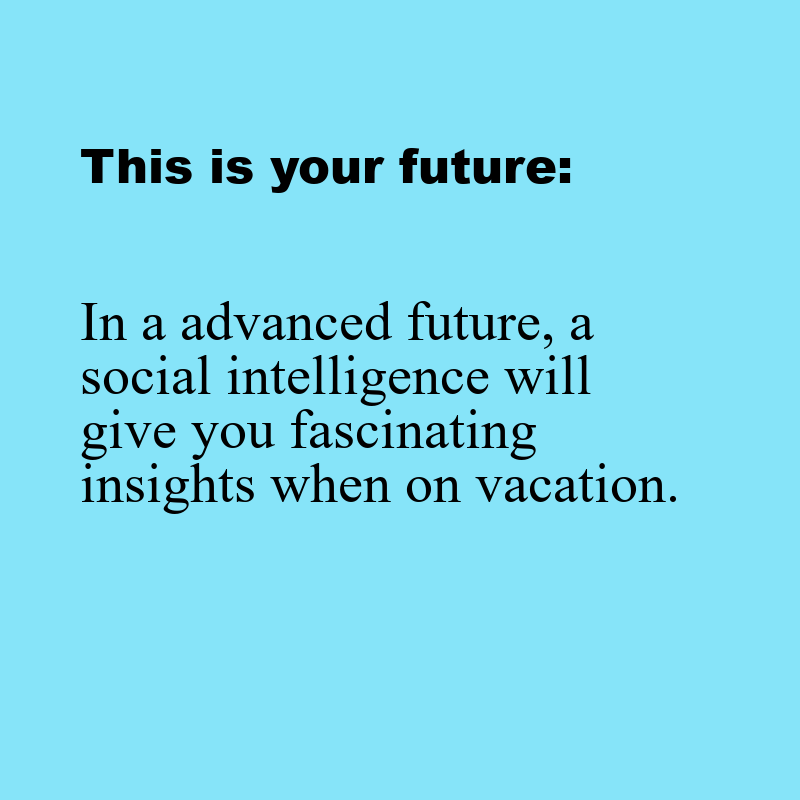 This is your future:
In a advanced future, a
social intelligence will
give you fascinating
insights when on vacation.